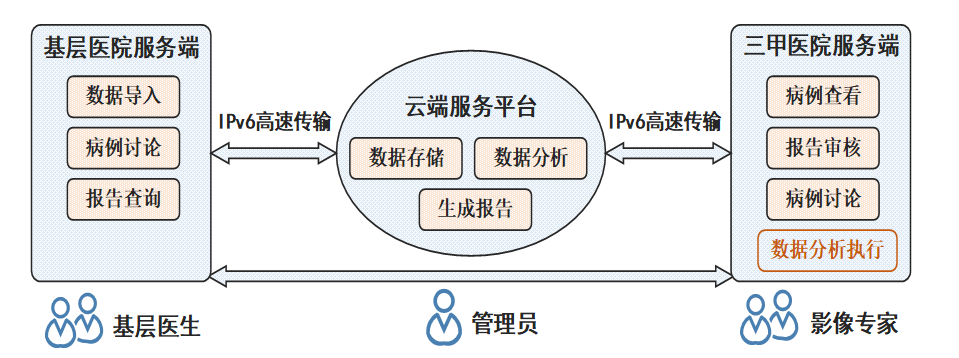 基层医院服务端
数据导入
病例讨论
报告查询
IPv6高速传输
云端服务平台
数据存储
数据分析
生成报告
IPv6高速传输
三甲医院服务端
病例查看
报告审核
病例讨论
数据分析执行
基层医生
管理员
影像专家